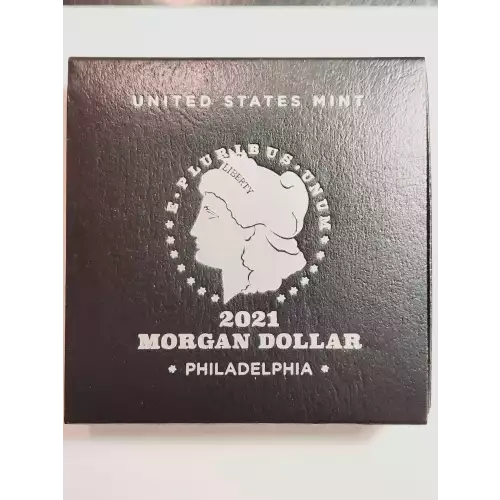 UNITED STATES MINT
★ E · PLURIBUS · UNUM ★
LIBERTY
2021
MORGAN DOLLAR
★ PHILADELPHIA ★